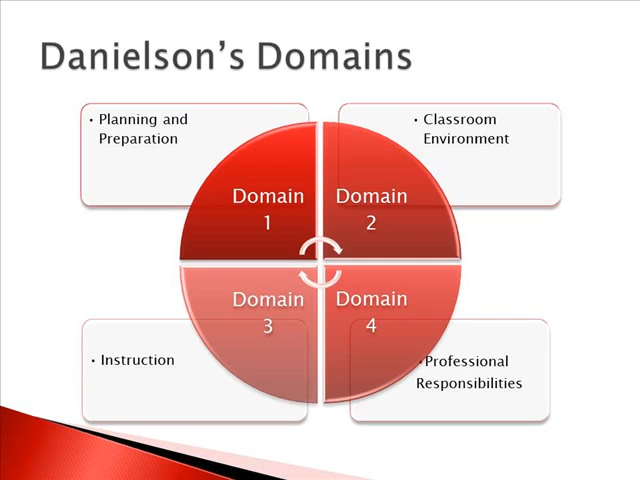 Danielson's Domains
• Planning and
Preparation
• Classroom
Environment
Domain
1
Domain
2
Domain
3
Domain
4
• Instruction
• Professional
Responsibilities